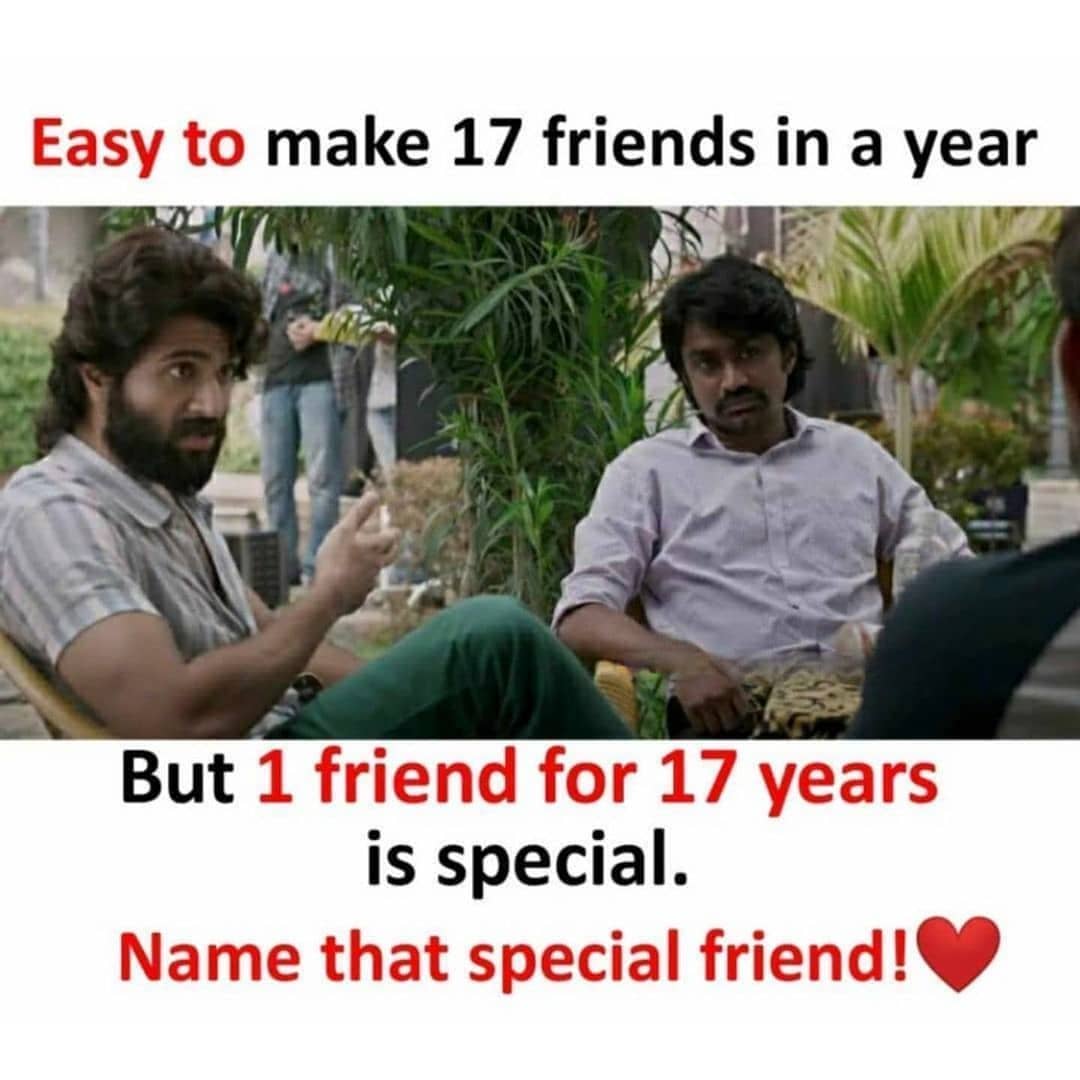 Easy to make 17 friends in a year
But 1 friend for 17 years
is special.
Name that special friend!❤️